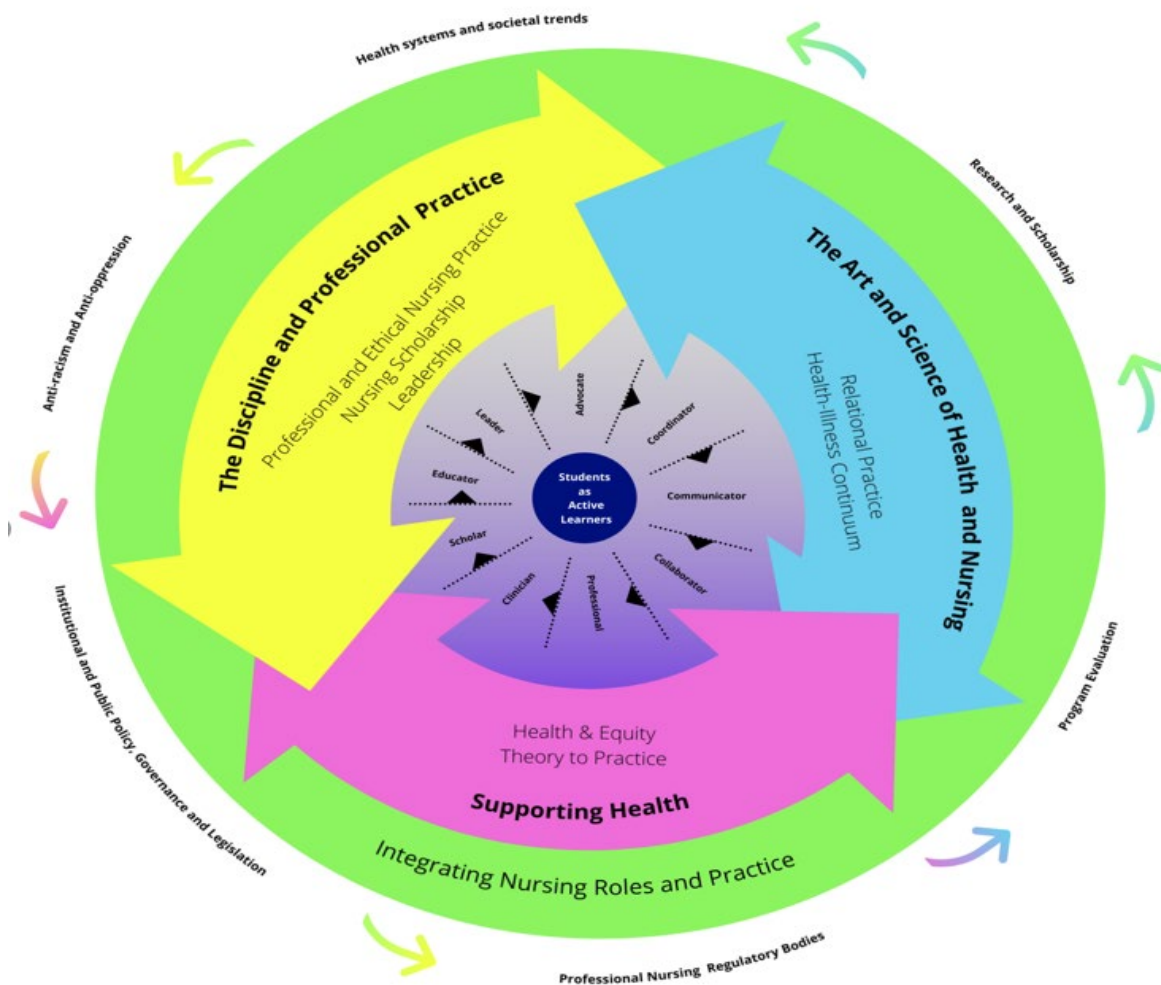 Health systems and societal trends
Research and Scholarship
Program Evaluation
Professional Nursing Regulatory Bodies
Institutional and Public Policy, Governance and Legislation
Anti-racism and Anti-oppression
The Discipline and Professional Practice
Professional and Ethical Nursing Practice
Nursing Scholarship
Leadership
The Art and Science of Health and Nursing
Relational Practice
Health-Illness Continuum
Health & Equity
Theory to Practice
Supporting Health
Integrating Nursing Roles and Practice
Advocate
Coordinator
Communicator
Collaborator
Professional
Clinician
Scholar
Educator
Leader
Students
as
Active
Learners